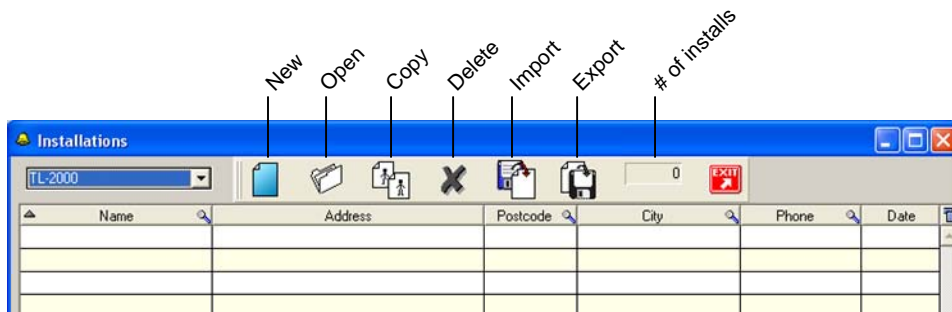 New Open Copy Delete Import Export # of installs
Installations
TL-2000 0 EXIT
Name Address Postcode City Phone Date